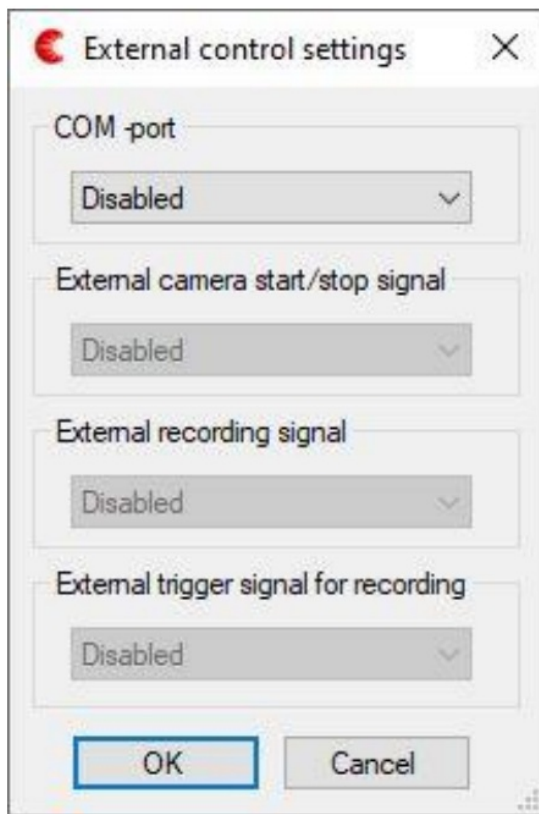 External control settings
COM -port
Disabled
External camera start/stop signal
Disabled
External recording signal
Disabled
External trigger signal for recording
Disabled
OK
Cancel